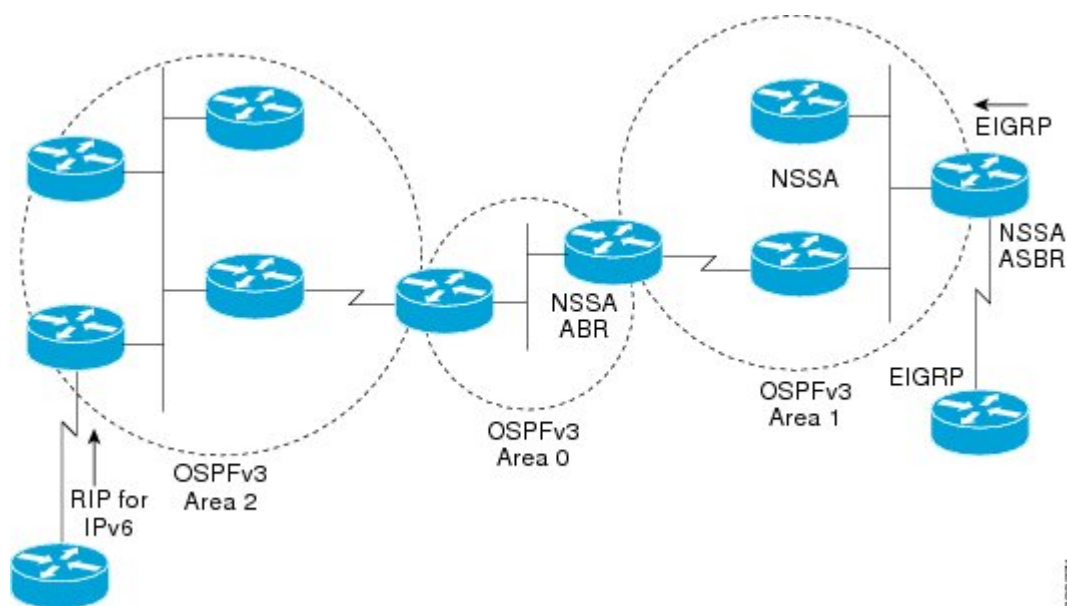 EIGRP
NSSA
NSSA
ASBR
NSSA
ABR
EIGRP
OSPFv3
Area 1
OSPFv3
Area 0
OSPFv3
Area 2
RIP for
IPv6